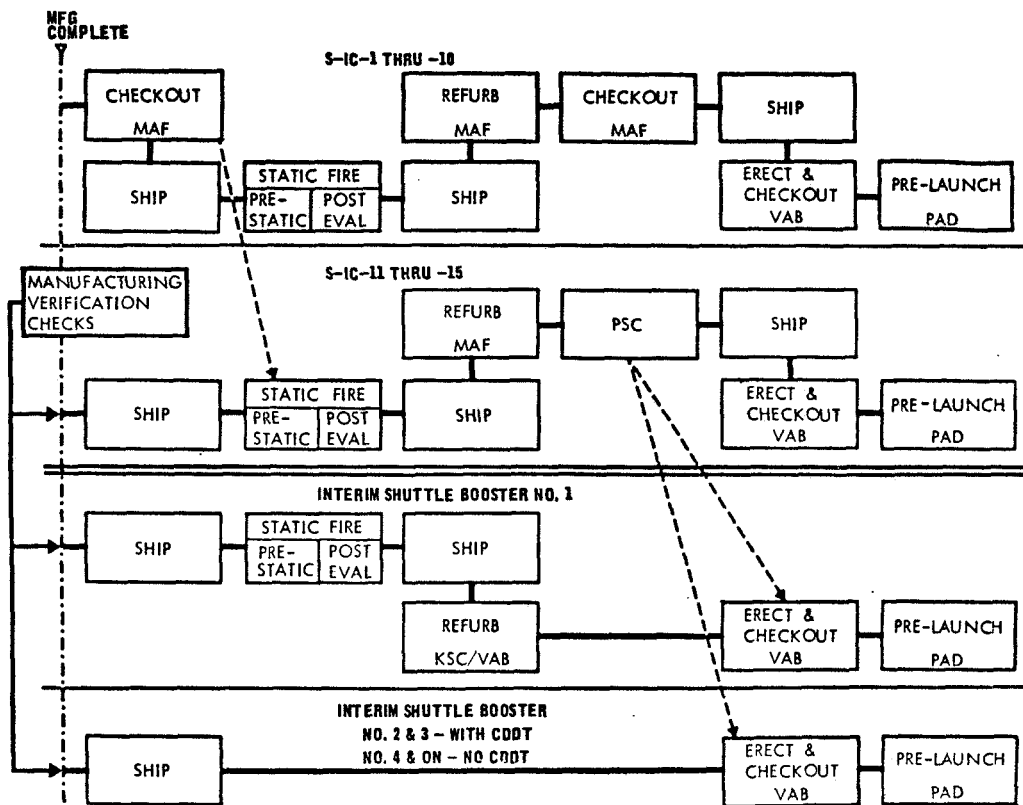 MFG
COMPLETE
S-IC-1 THRU -10
CHECKOUT
MAF
REFURB
MAF
CHECKOUT
MAF
SHIP
SHIP
STATIC FIRE
PRE-
STATIC
POST
EVAL
SHIP
ERECT &
CHECKOUT
VAB
PRE-LAUNCH
PAD
S-IC-11 THRU -15
MANUFACTURING
VERIFICATION
CHECKS
REFURB
MAF
PSC
SHIP
SHIP
STATIC FIRE
PRE-
STATIC
POST
EVAL
SHIP
ERECT &
CHECKOUT
VAB
PRE-LAUNCH
PAD
INTERIM SHUTTLE BOOSTER NO. 1
SHIP
STATIC FIRE
PRE-
STATIC
POST
EVAL
SHIP
REFURB
KSC/VAB
ERECT &
CHECKOUT
VAB
PRE-LAUNCH
PAD
INTERIM SHUTTLE BOOSTER
NO. 2 & 3 - WITH CDDT
NO. 4 & ON - NO CDDT
SHIP
ERECT &
CHECKOUT
VAB
PRE-LAUNCH
PAD